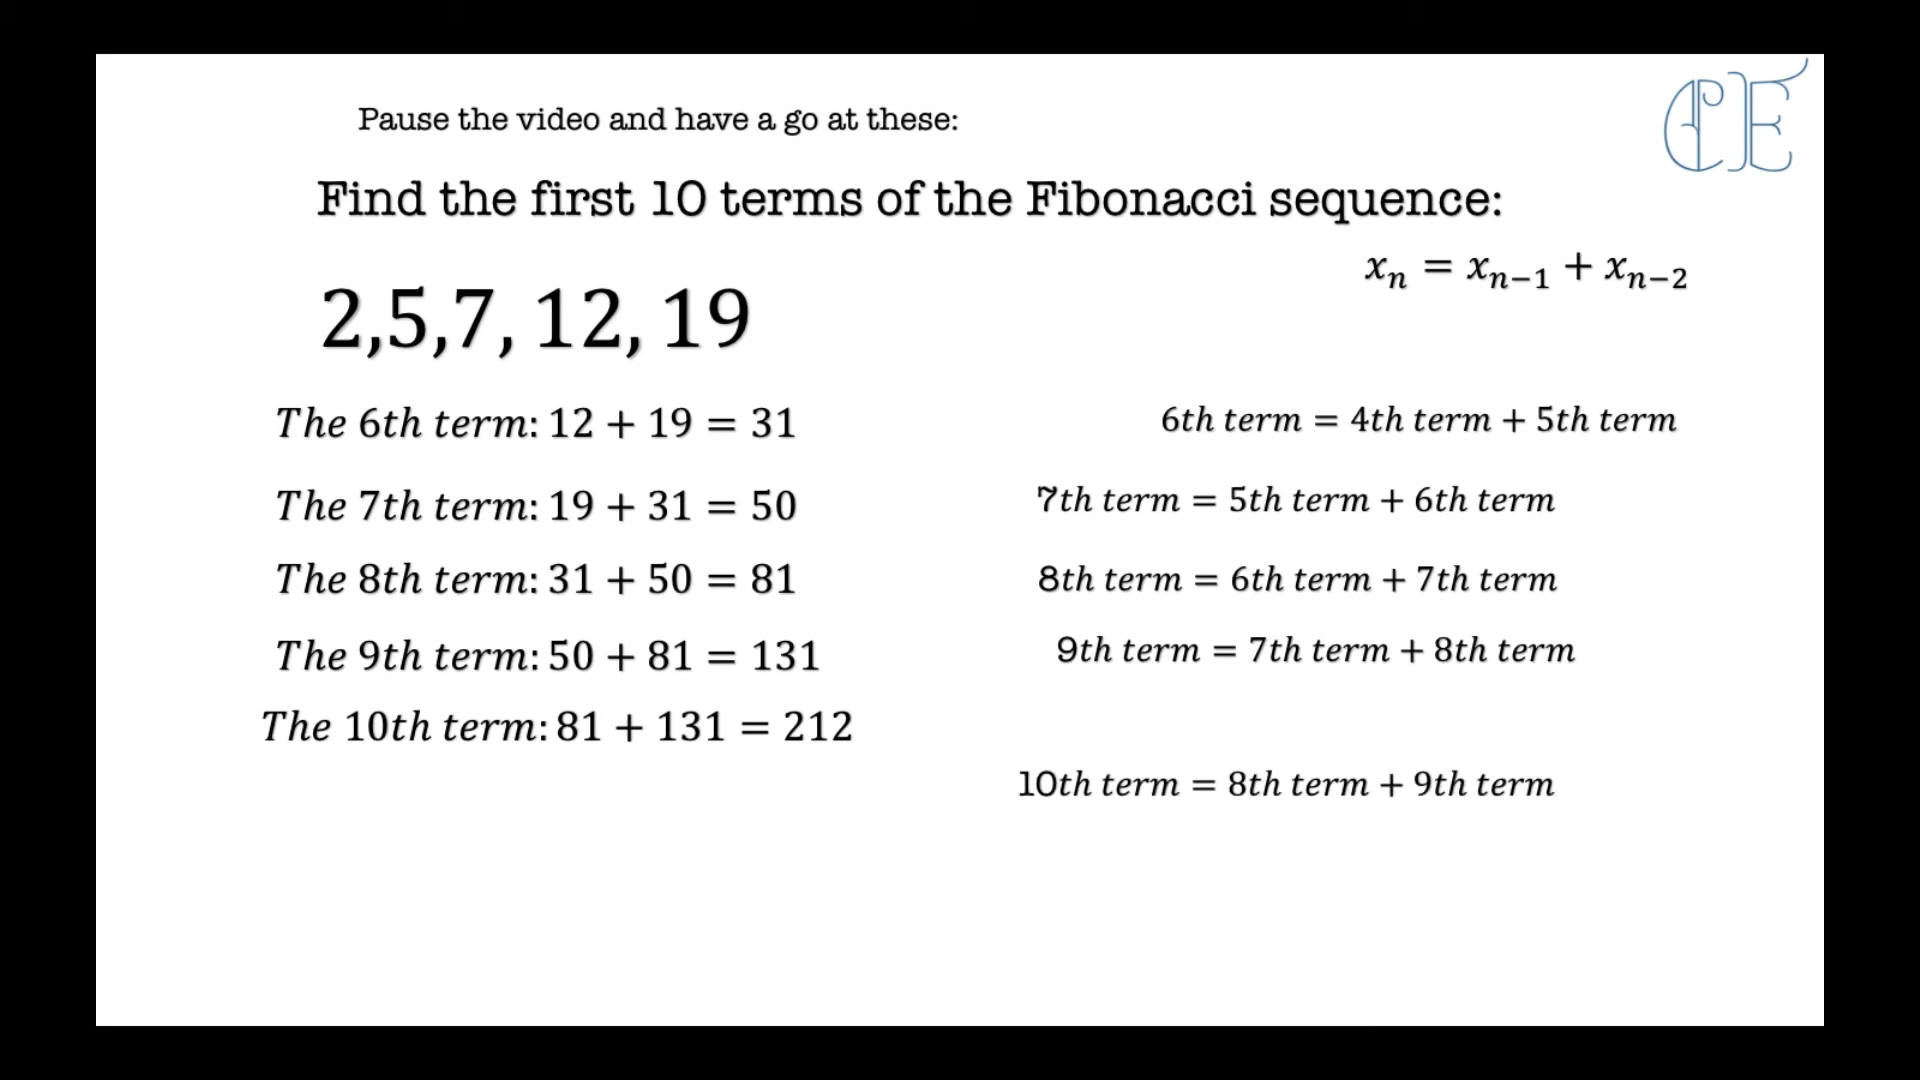 Pause the video and have a go at these:
Find the first 10 terms of the Fibonacci sequence:
xₙ = xₙ₋₁ + xₙ₋₂
2,5,7, 12, 19
The 6th term: 12 + 19 = 31
6th term = 4th term + 5th term
The 7th term: 19 + 31 = 50
7th term = 5th term + 6th term
The 8th term: 31 + 50 = 81
8th term = 6th term + 7th term
The 9th term: 50 + 81 = 131
9th term = 7th term + 8th term
The 10th term: 81 + 131 = 212
10th term = 8th term + 9th term